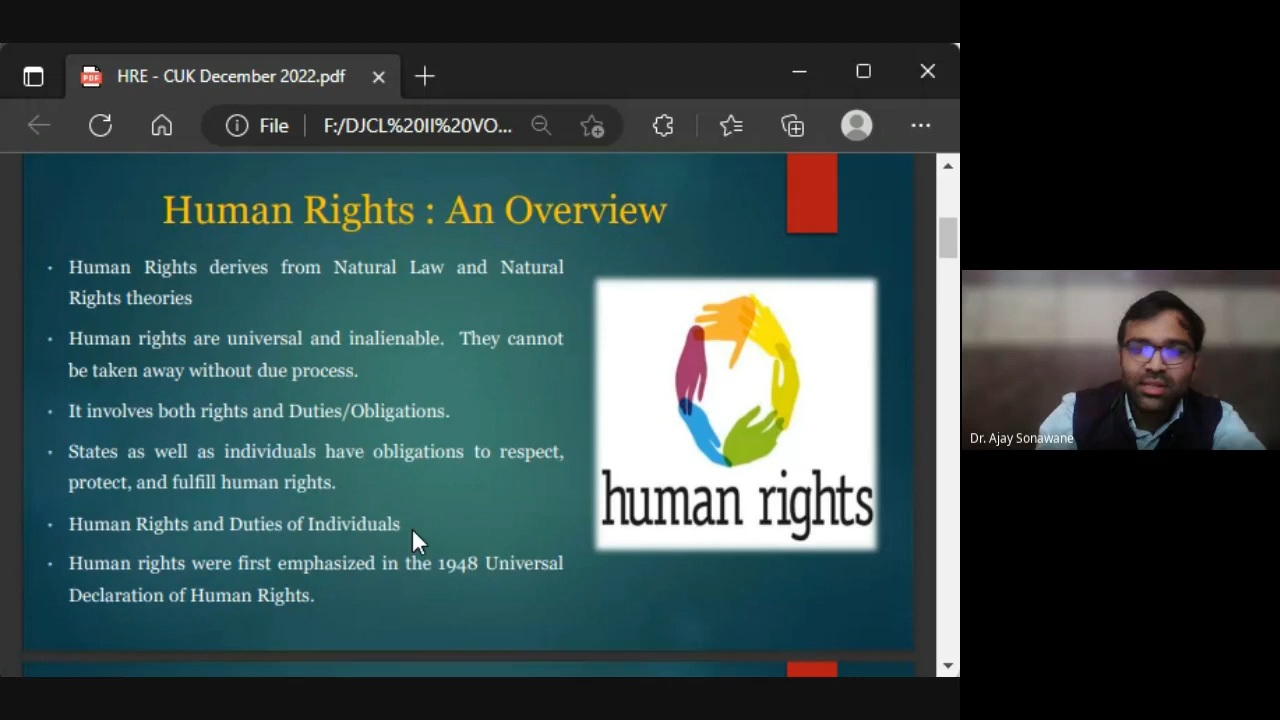 HRE - CUK December 2022.pdf
PDF
File
F:/DJCL%20II%20VO...
Human Rights : An Overview
Human Rights derives from Natural Law and Natural
Rights theories
Human rights are universal and inalienable. They cannot
be taken away without due process.
It involves both rights and Duties/Obligations.
States as well as individuals have obligations to respect,
protect, and fulfill human rights.
Human Rights and Duties of Individuals
Human rights were first emphasized in the 1948 Universal
Declaration of Human Rights.
human rights
Dr. Ajay Sonawane